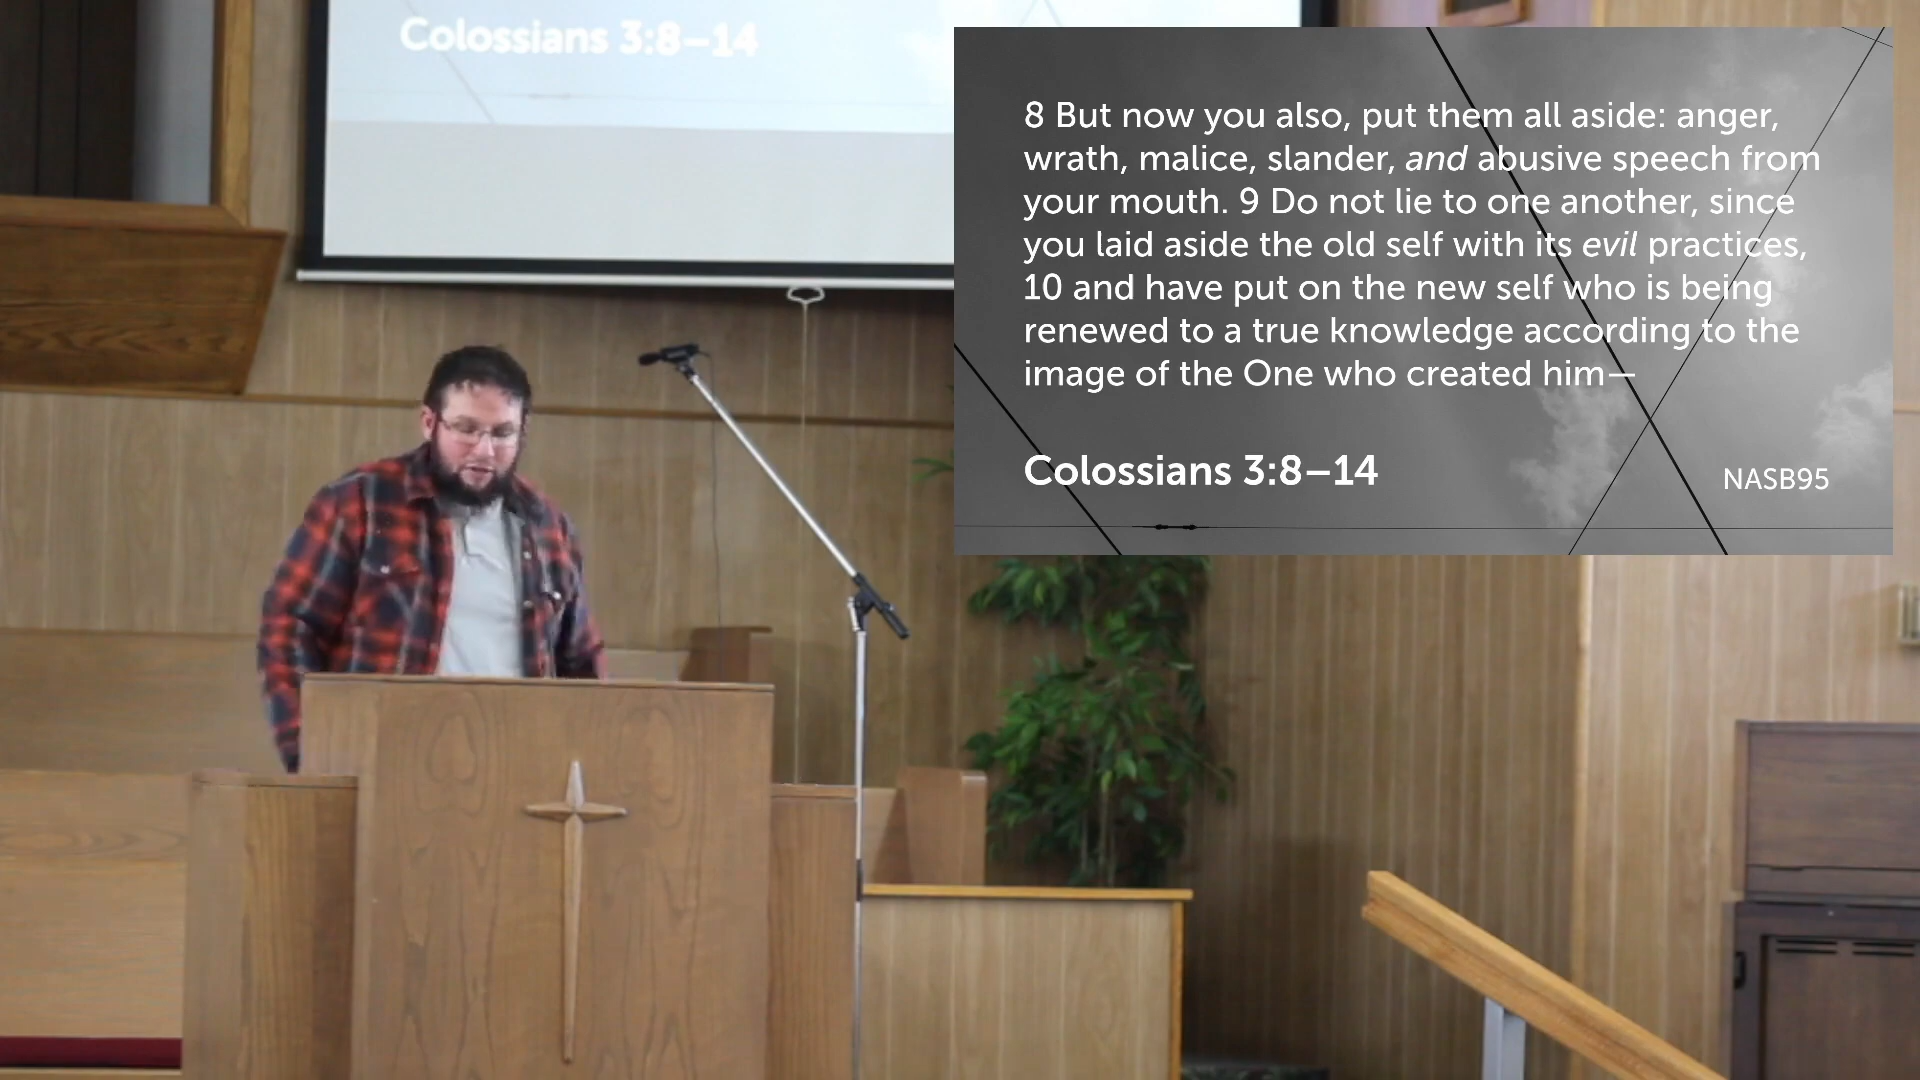 Colossians 3:8–14
8 But now you also, put them all aside: anger,
wrath, malice, slander, and abusive speech from
your mouth. 9 Do not lie to one another, since
you laid aside the old self with its evil practices,
10 and have put on the new self who is being
renewed to a true knowledge according to the
image of the One who created him—
Colossians 3:8–14
NASB95